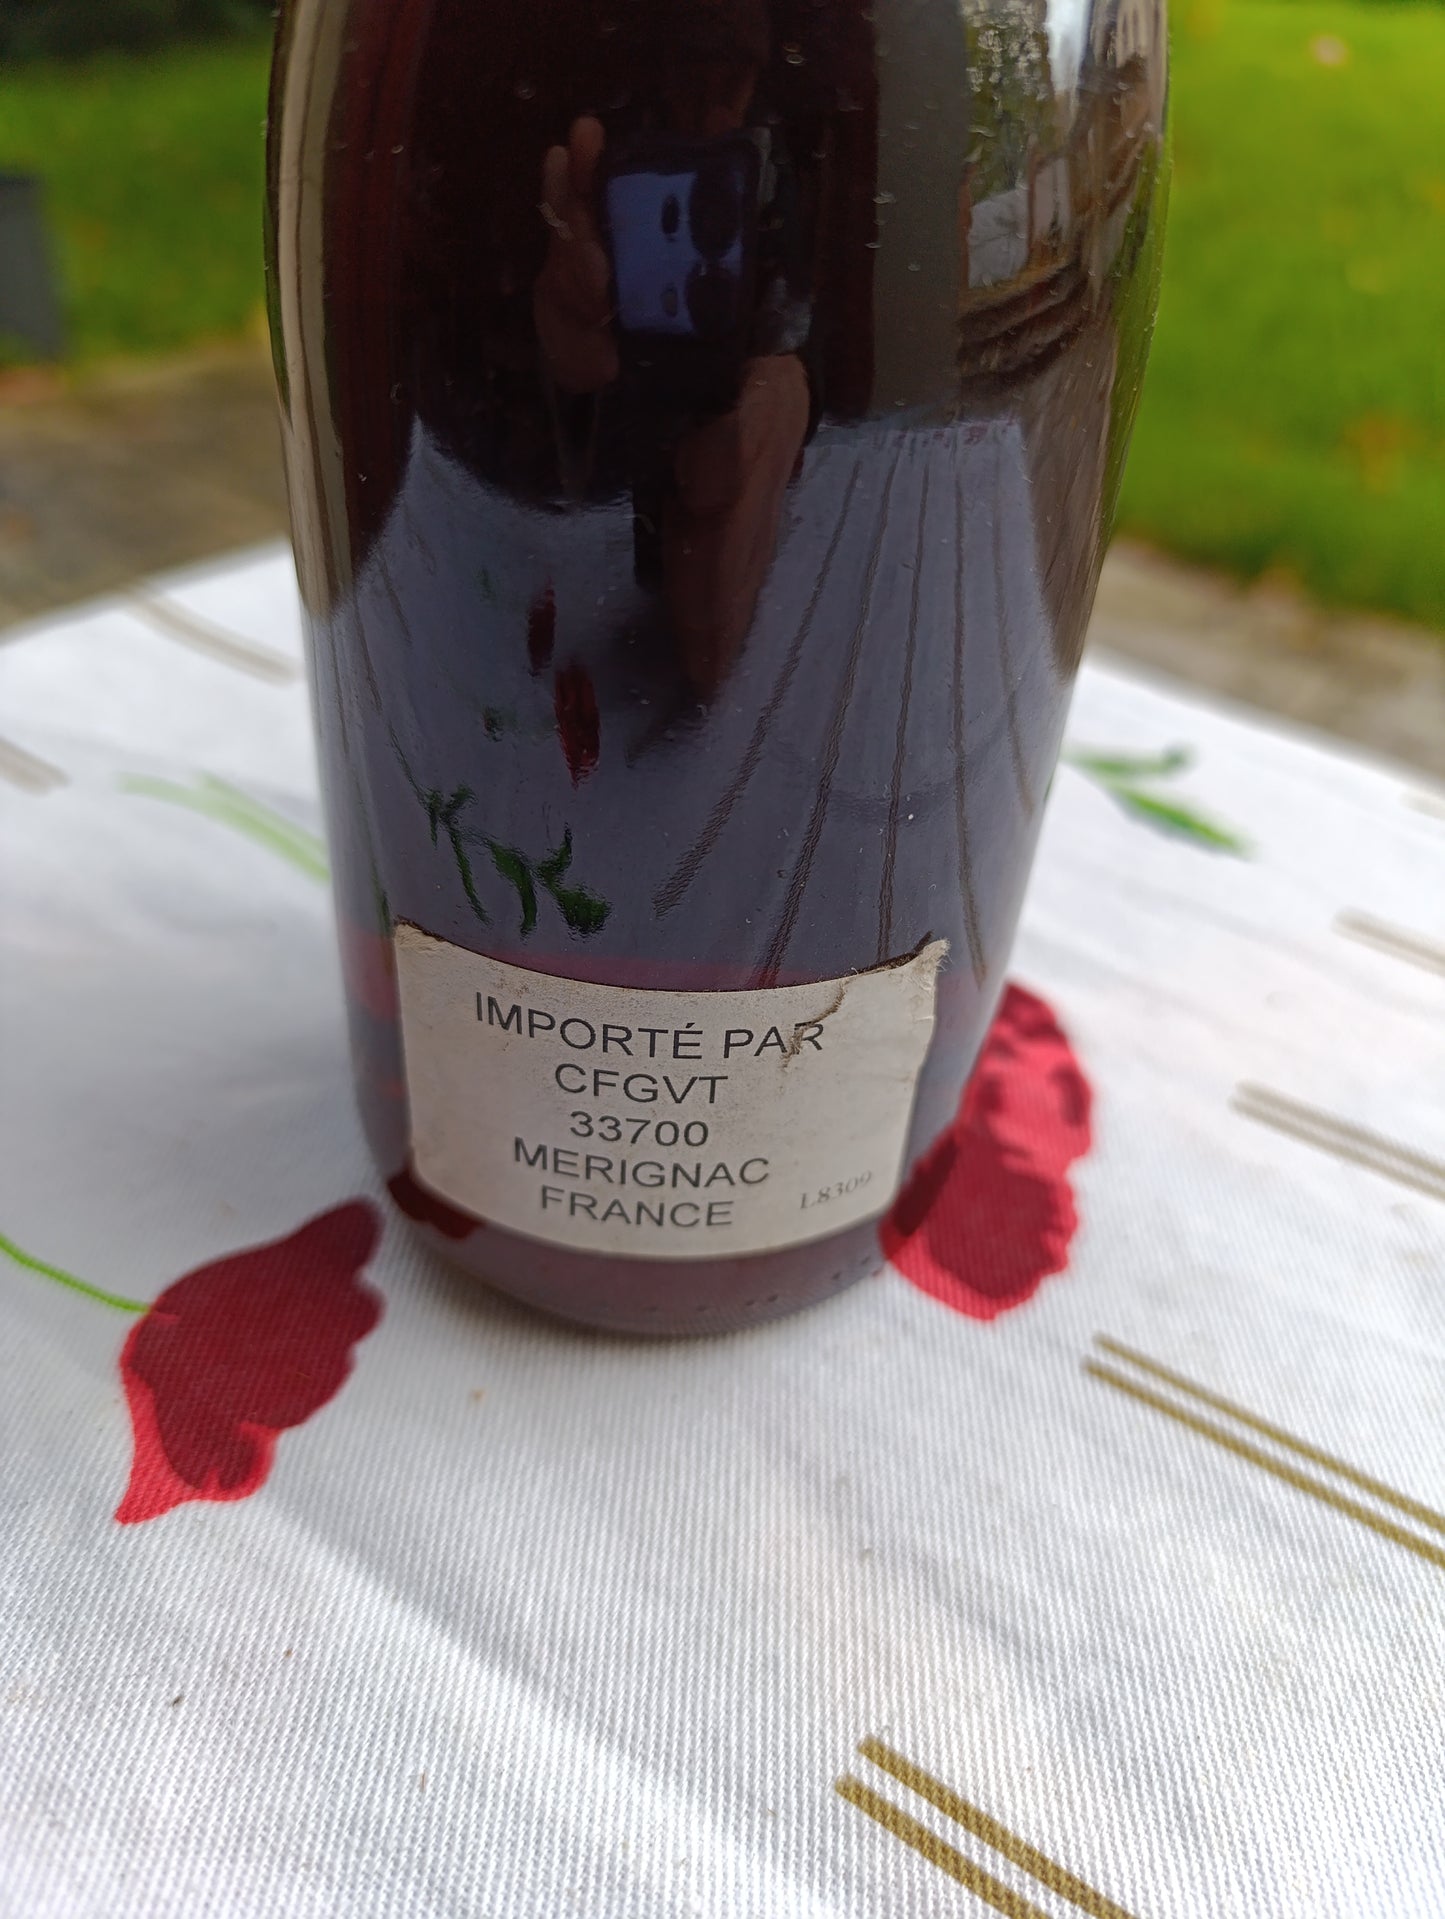 IMPORTÉ PAR
CFGVT
33700
MERIGNAC
FRANCE
L8309